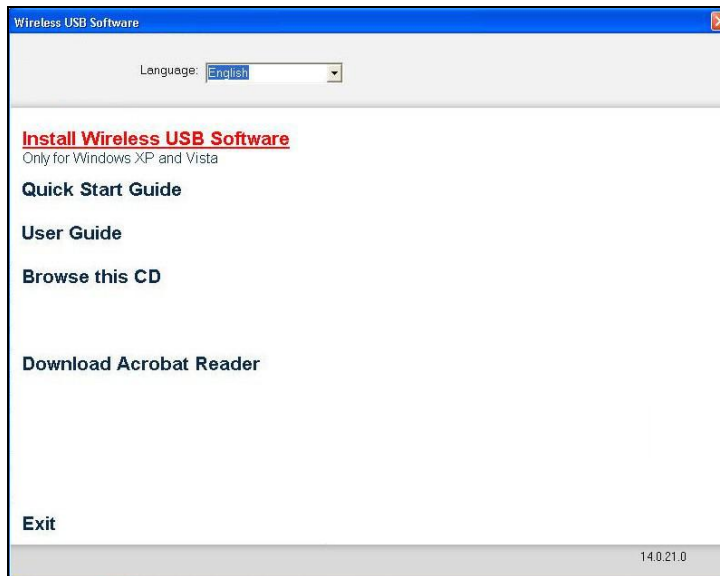 Wireless USB Software
Language: English
Install Wireless USB Software
Only for Windows XP and Vista
Quick Start Guide
User Guide
Browse this CD
Download Acrobat Reader
Exit
14.0.21.0